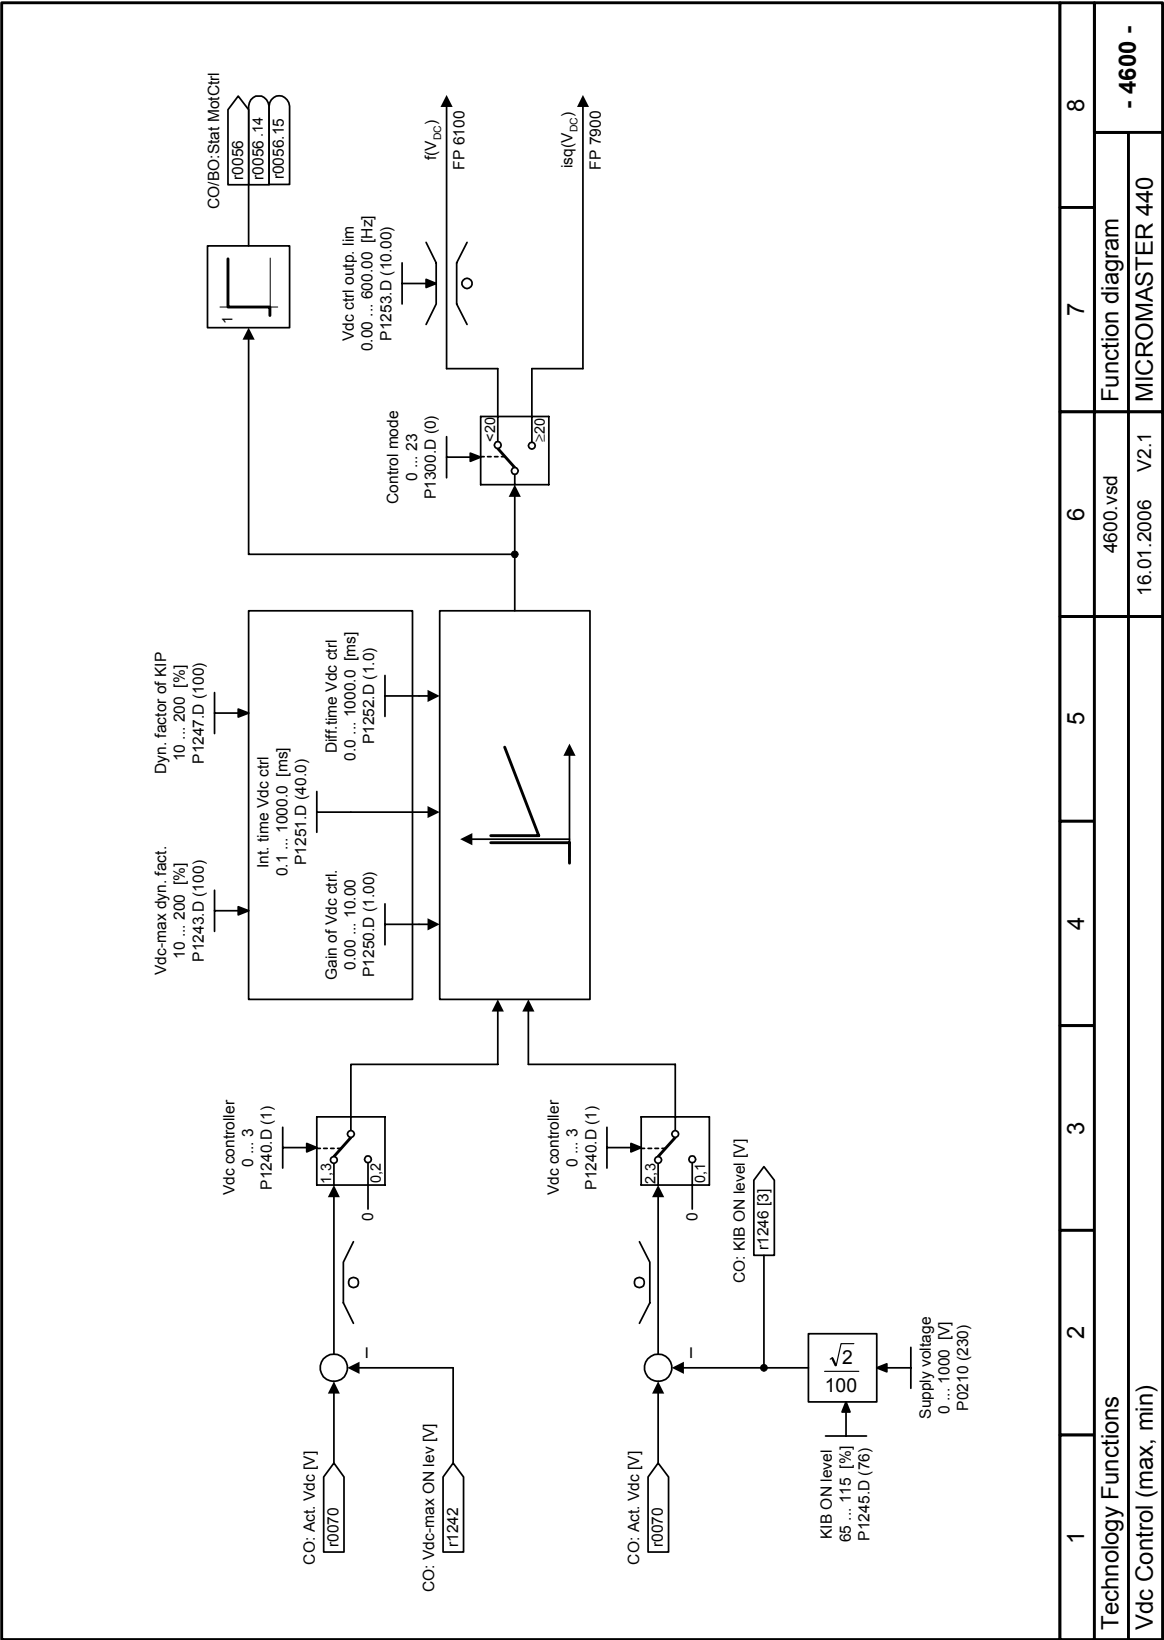 CO/BO:Stat MotCtrl
r0056
r0056 .14
r0056.15
1
f(V_DC)
FP 6100
isq(V_DC)
FP 7900
Vdc ctrl outp. lim
0.00 ... 600.00 [Hz]
P1253.D (10.00)
Control mode
0 ... 23
P1300.D (0)
<20
≥20
Dyn. factor of KIP
10 ... 200 [%]
P1247.D (100)
Vdc-max dyn. fact.
10 ... 200 [%]
P1243.D (100)
Int. time Vdc ctrl
0.1 ... 1000.0 [ms]
P1251.D (40.0)
Diff.time Vdc ctrl
0.0 ... 1000.0 [ms]
P1252.D (1.0)
Gain of Vdc ctrl.
0.00 ... 10.00
P1250.D (1.00)
Vdc controller
0 ... 3
P1240.D (1)
1,3
0,2
0
Vdc controller
0 ... 3
P1240.D (1)
2,3
0,1
0
CO: Act. Vdc [V]
r0070
–
CO: Vdc-max ON lev [V]
r1242
CO: Act. Vdc [V]
r0070
–
CO: KIB ON level [V]
r1246 [3]
√2
100
KIB ON level
65 ... 115 [%]
P1245.D (76)
Supply voltage
0 ... 1000 [V]
P0210 (230)
1 2 3 4 5 6 7 8
Technology Functions
Vdc Control (max, min)
4600.vsd
16.01.2006 V2.1
Function diagram
MICROMASTER 440
- 4600 -